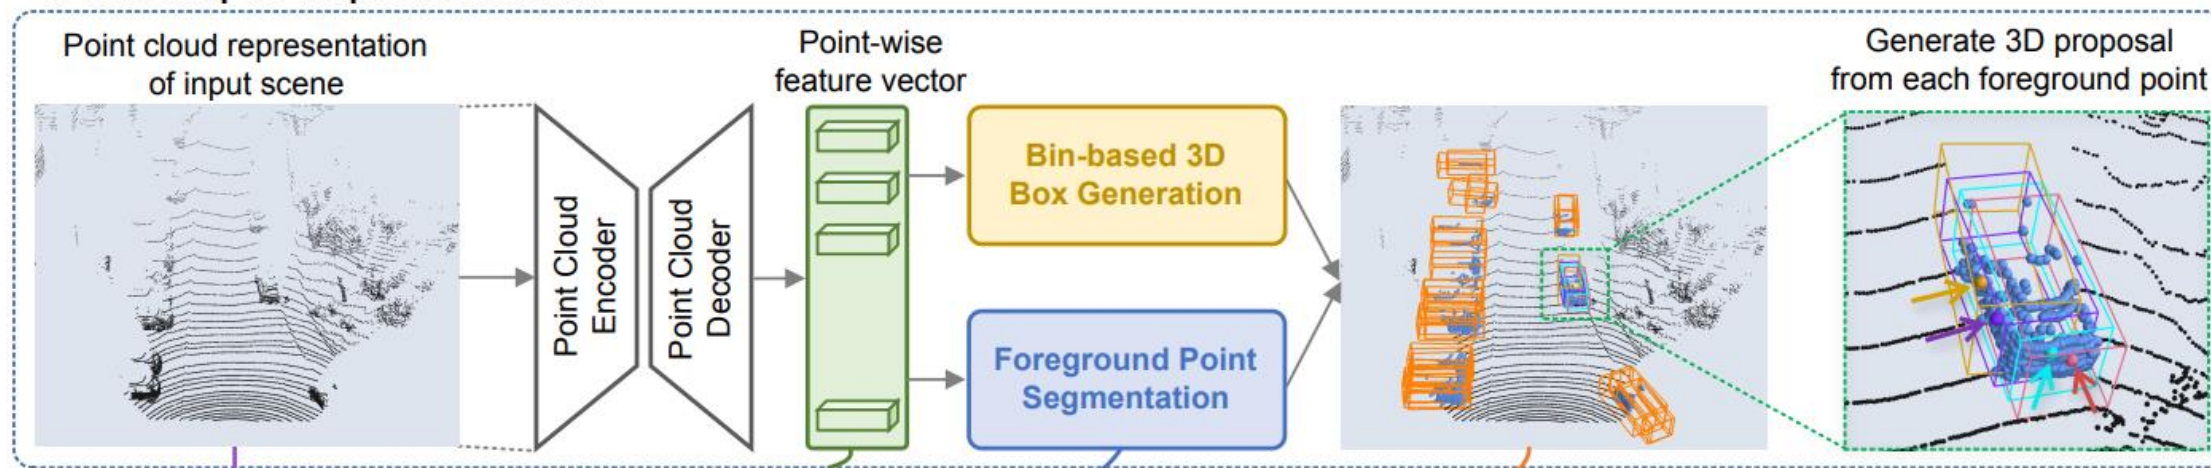 Point cloud representation
of input scene
Point Cloud
Encoder
Point Cloud
Decoder
Point-wise
feature vector
Bin-based 3D
Box Generation
Foreground Point
Segmentation
Generate 3D proposal
from each foreground point